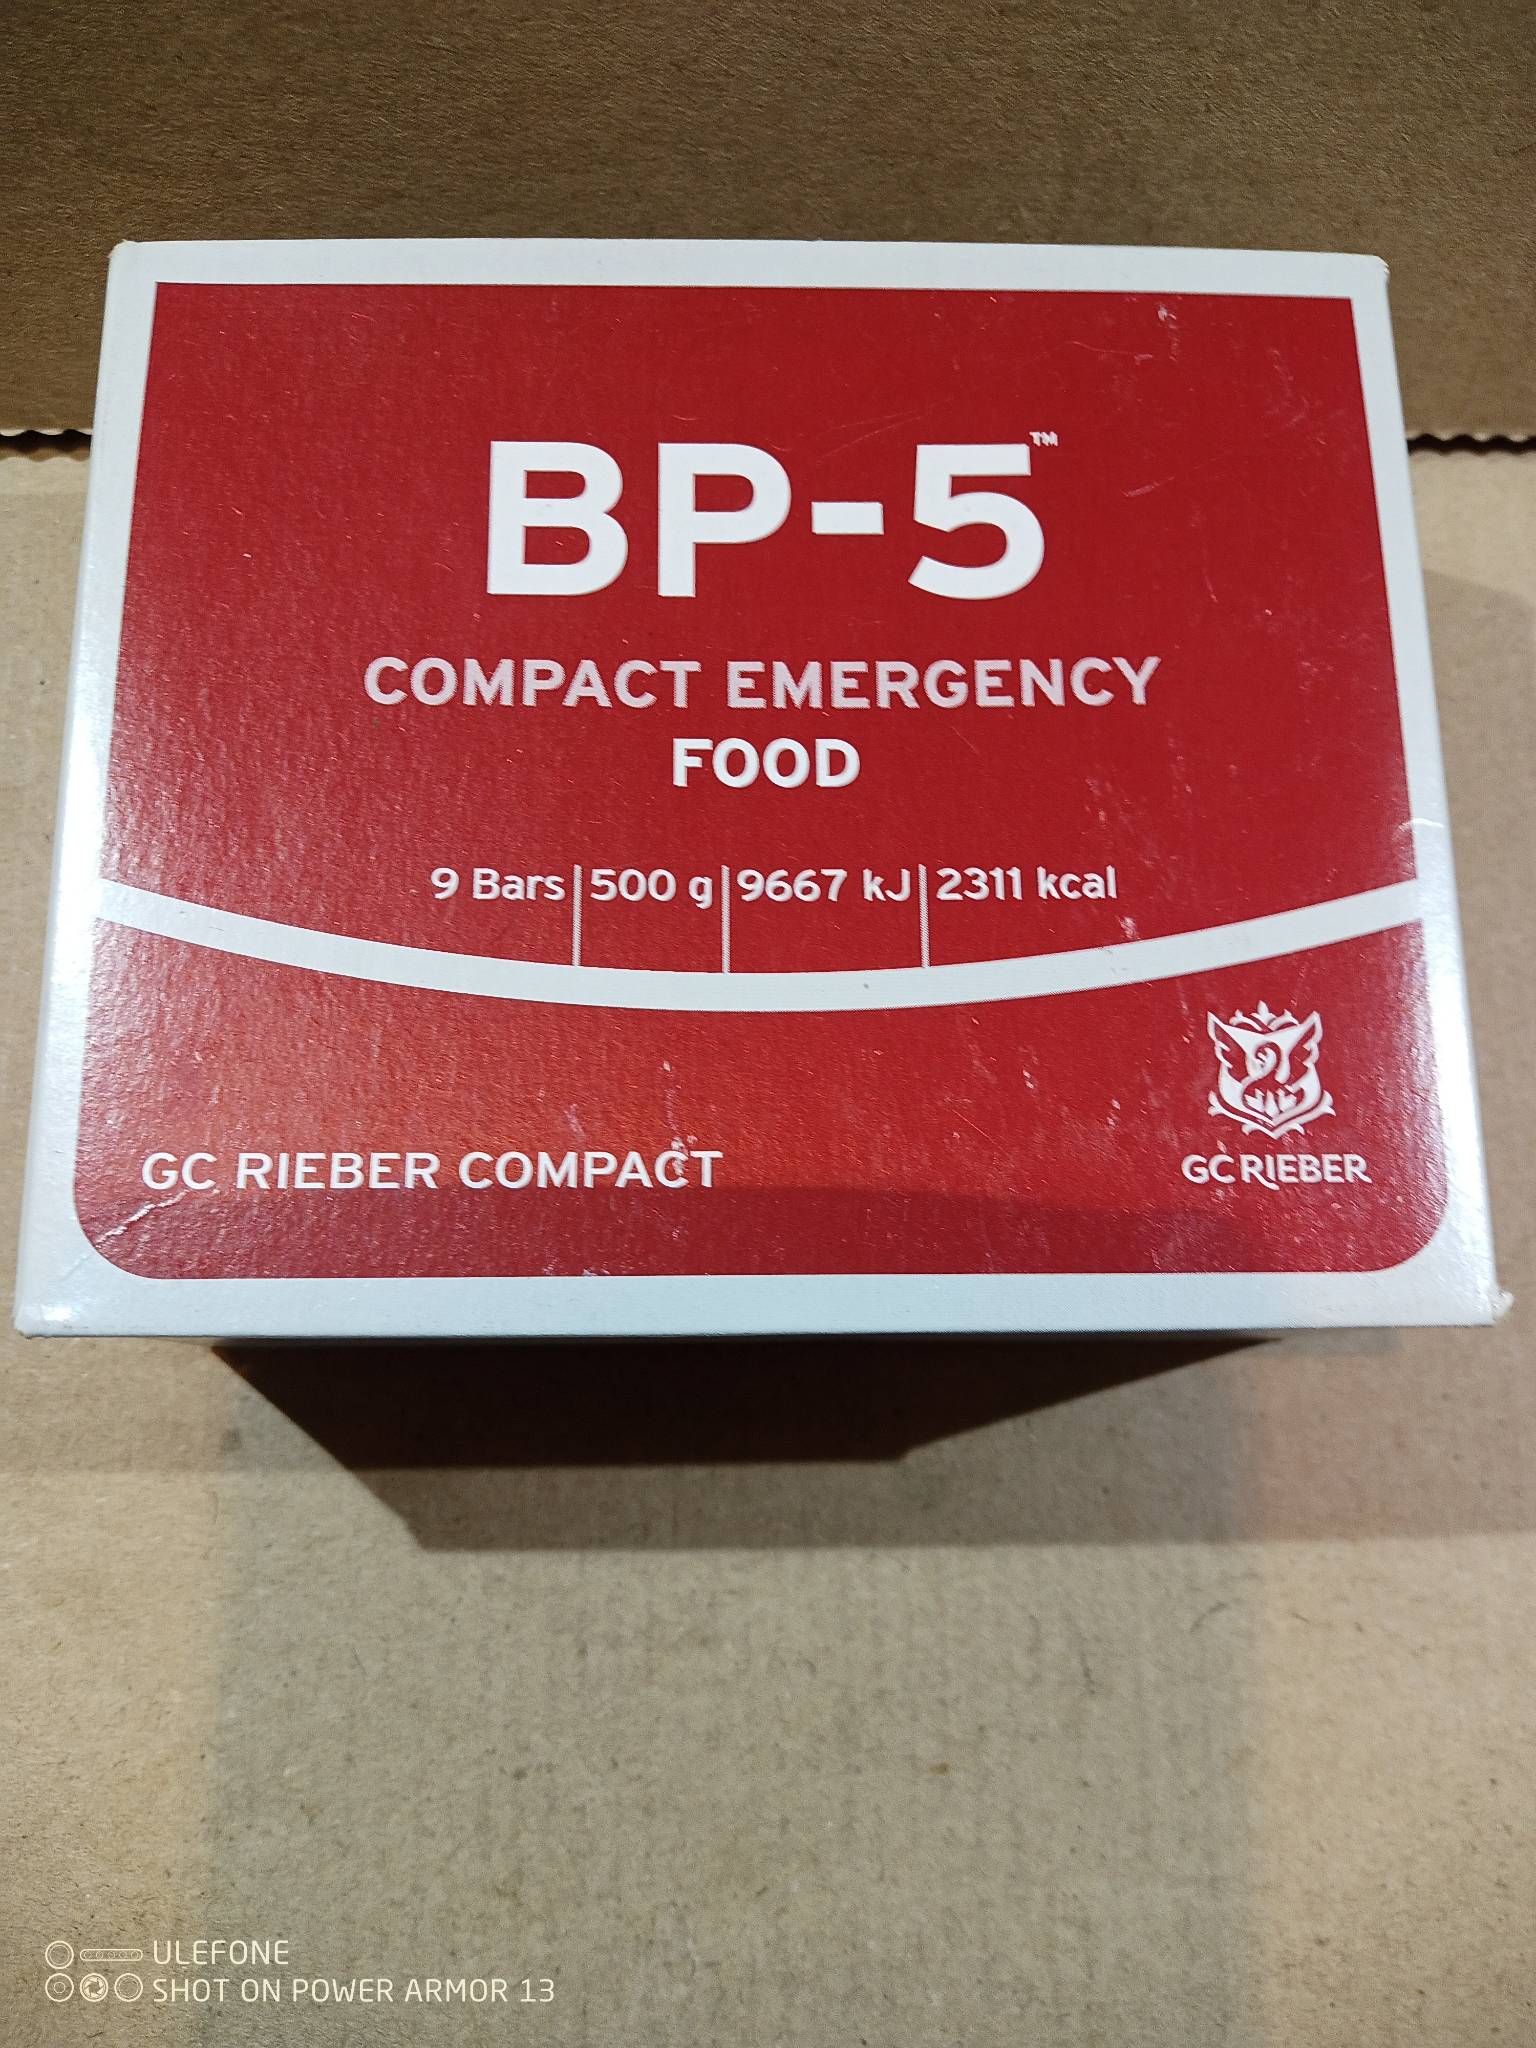 BP-5™
COMPACT EMERGENCY
FOOD
9 Bars | 500 g | 9667 kJ | 2311 kcal
GC RIEBER COMPACT
GC RIEBER
ULEFONE
SHOT ON POWER ARMOR 13